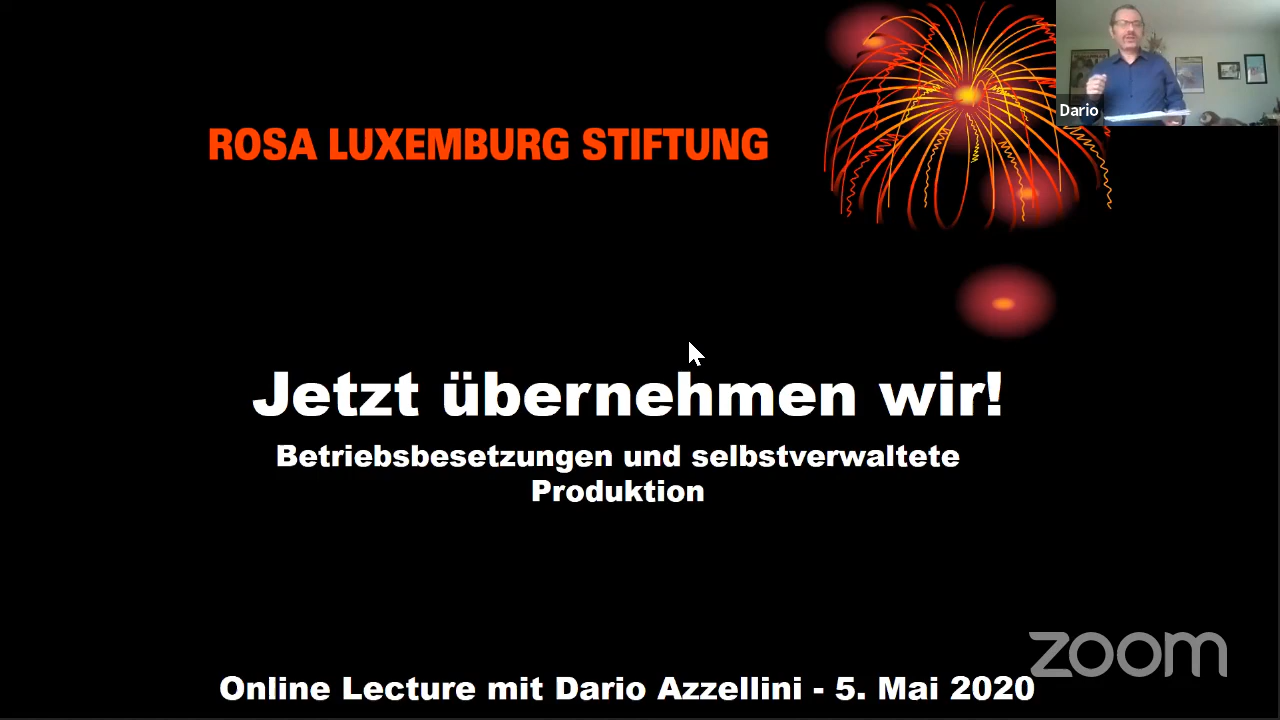 Dario
ROSA LUXEMBURG STIFTUNG
Jetzt übernehmen wir!
Betriebsbesetzungen und selbstverwaltete
Produktion
zoom
Online Lecture mit Dario Azzellini - 5. Mai 2020